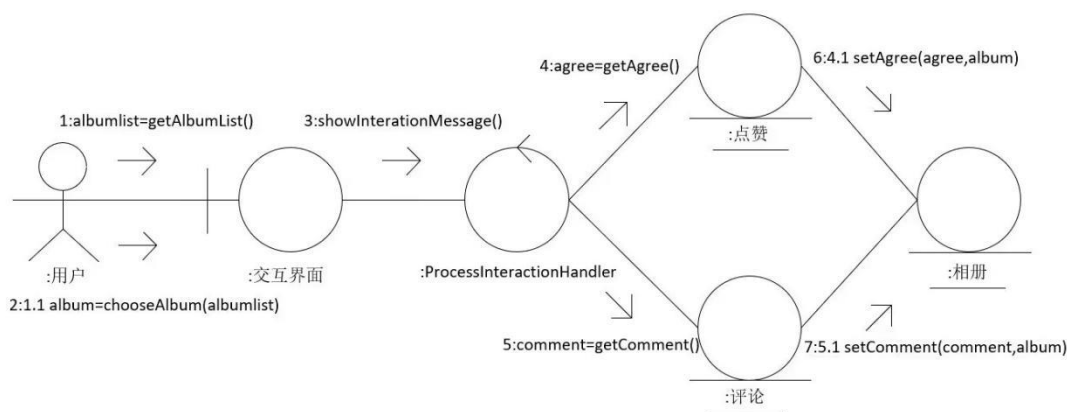 4:agree=getAgree()
6:4.1 setAgree(agree,album)
1:albumlist=getAlbumList()
3:showInterationMessage()
:点赞
:用户
:交互界面
:ProcessInteractionHandler
:相册
2:1.1 album=chooseAlbum(albumlist)
5:comment=getComment()
7:5.1 setComment(comment,album)
:评论